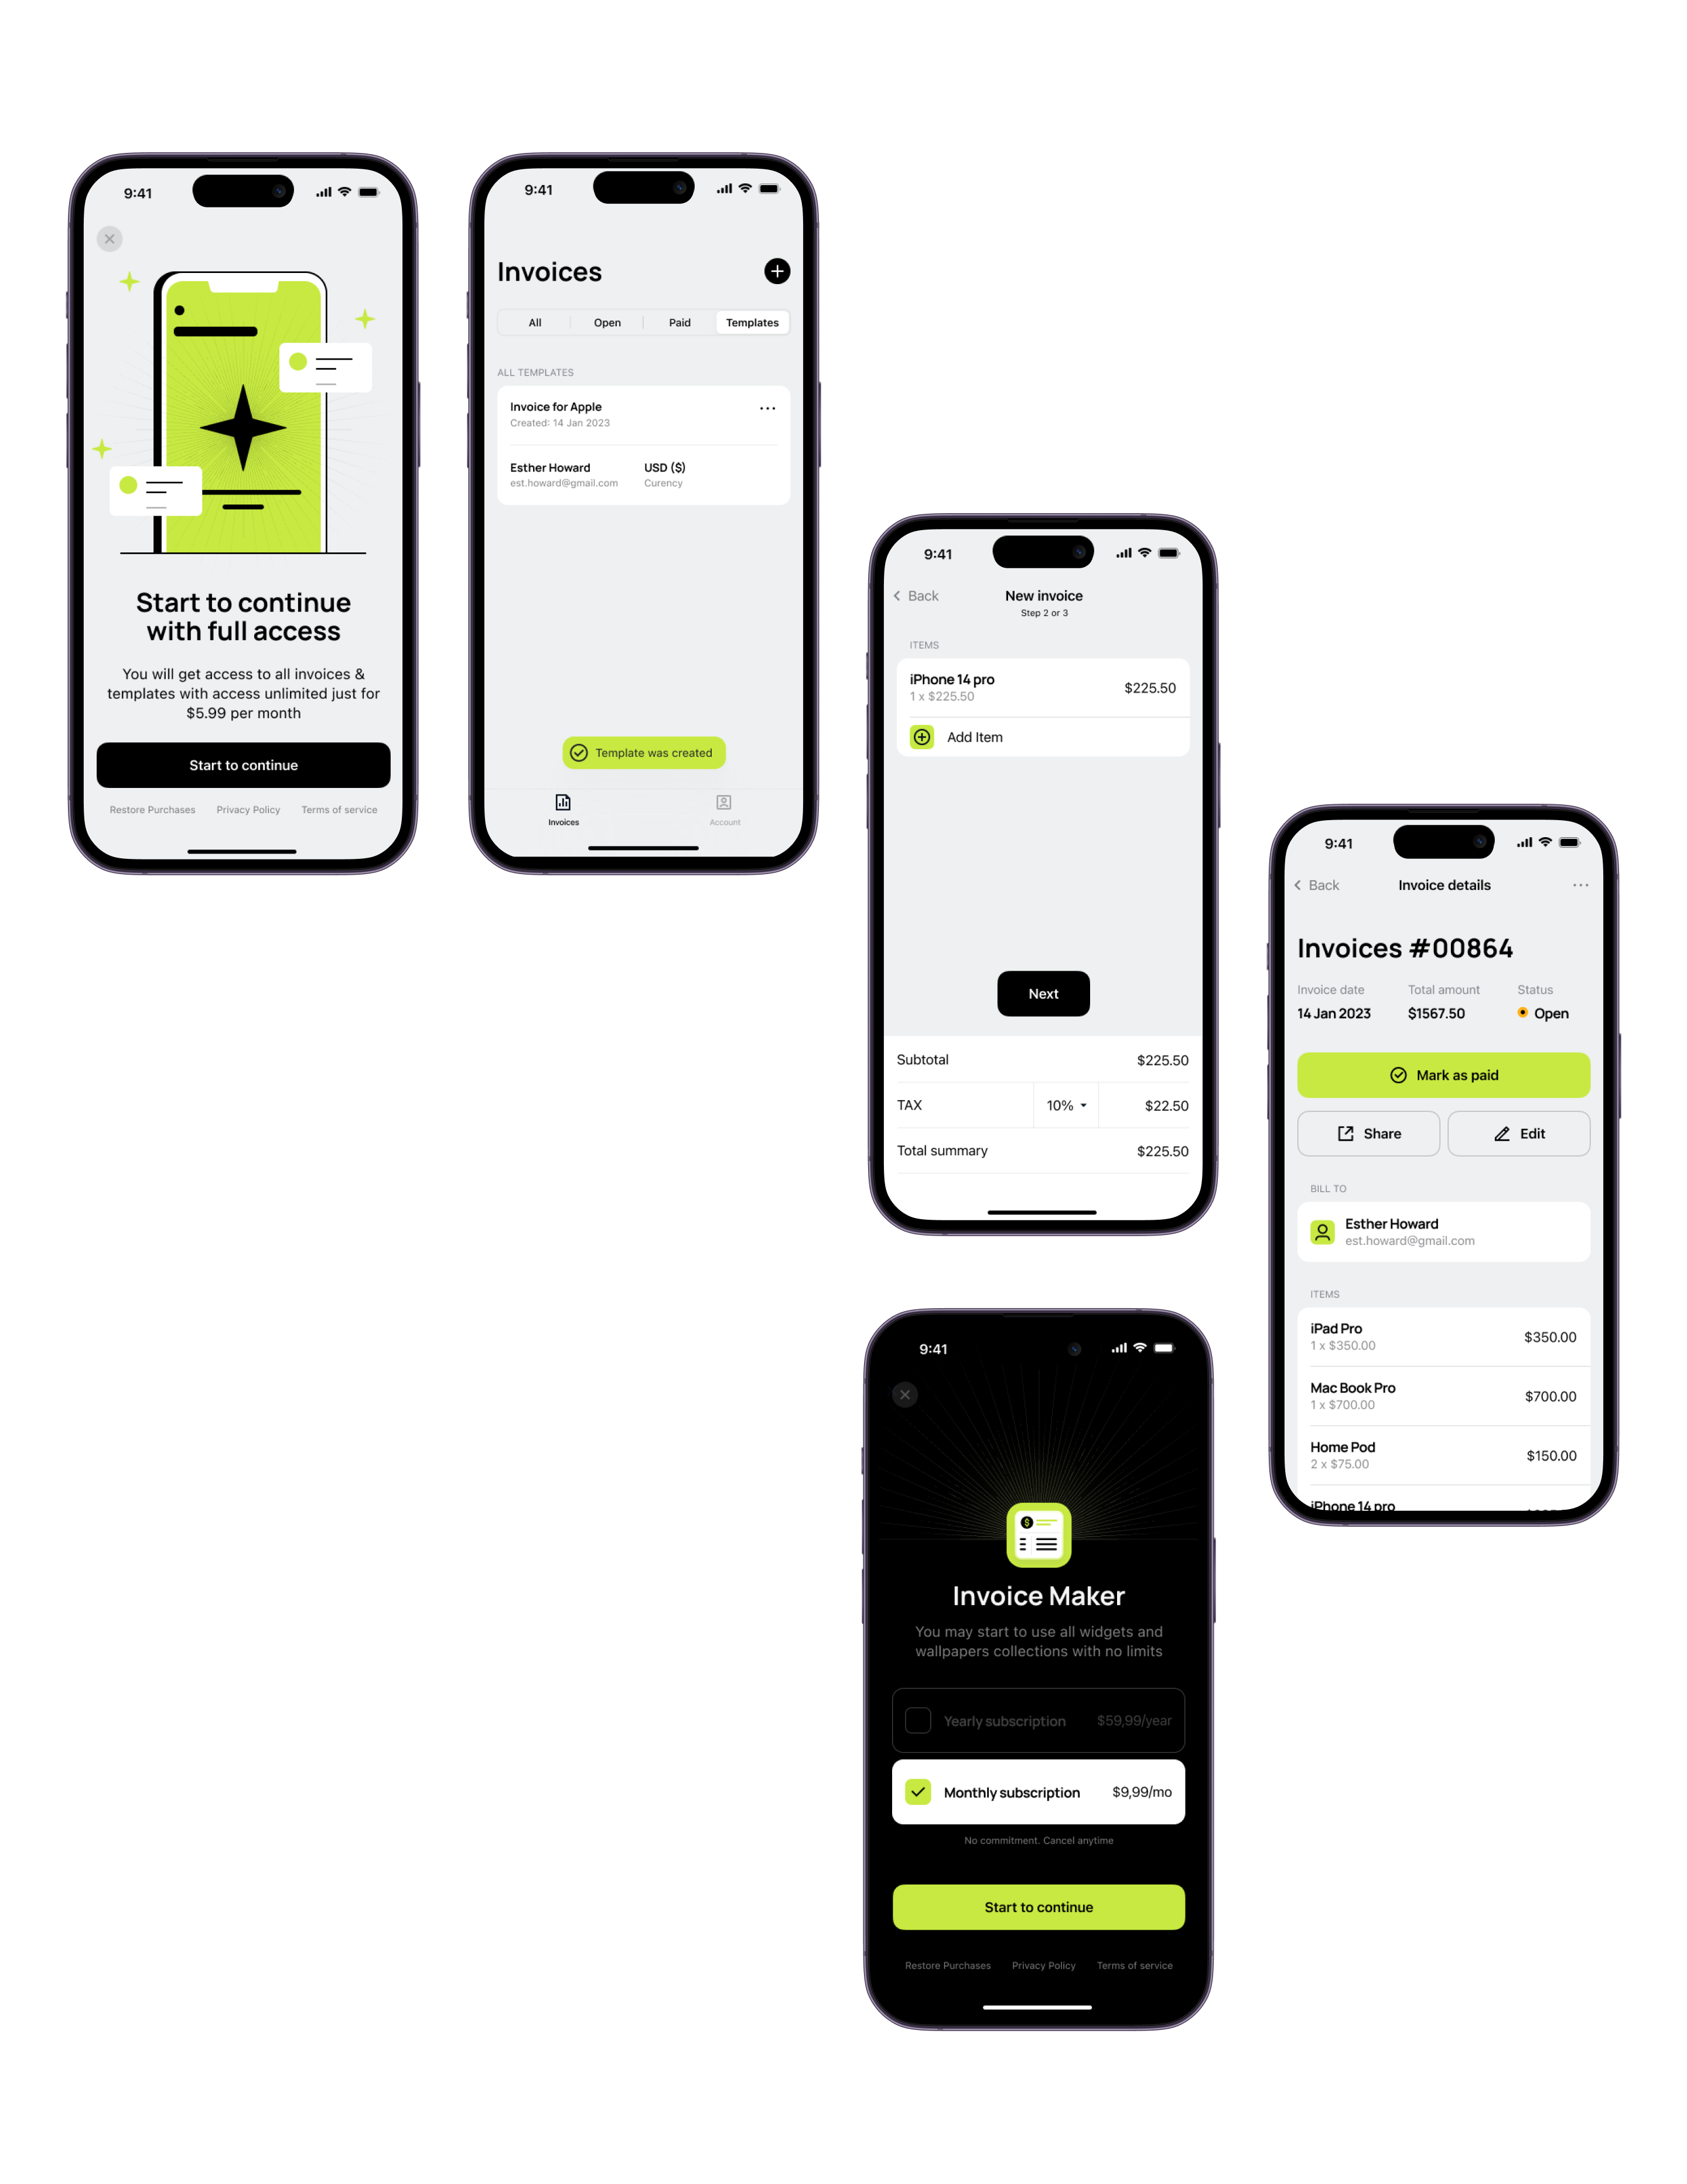 9:41
Start to continue
with full access
You will get access to all invoices &
templates with access unlimited just for
$5.99 per month
Start to continue
Restore Purchases Privacy Policy Terms of service
9:41
Invoices
All Open Paid Templates
ALL TEMPLATES
Invoice for Apple
Created: 14 Jan 2023
Esther Howard USD ($)
est.howard@gmail.com Curency
Template was created
Invoices Account
9:41
Back New invoice
Step 2 or 3
ITEMS
iPhone 14 pro $225.50
1 x $225.50
Add Item
Next
Subtotal $225.50
TAX 10% $22.50
Total summary $225.50
9:41
Back Invoice details
Invoices #00864
Invoice date Total amount Status
14 Jan 2023 $1567.50 Open
Mark as paid
Share Edit
BILL TO
Esther Howard
est.howard@gmail.com
ITEMS
iPad Pro $350.00
1 x $350.00
Mac Book Pro $700.00
1 x $700.00
Home Pod $150.00
2 x $75.00
iPhone 14 pro
9:41
$
Invoice Maker
You may start to use all widgets and
wallpapers collections with no limits
Yearly subscription $59,99/year
Monthly subscription $9,99/mo
No commitment. Cancel anytime
Start to continue
Restore Purchases Privacy Policy Terms of service